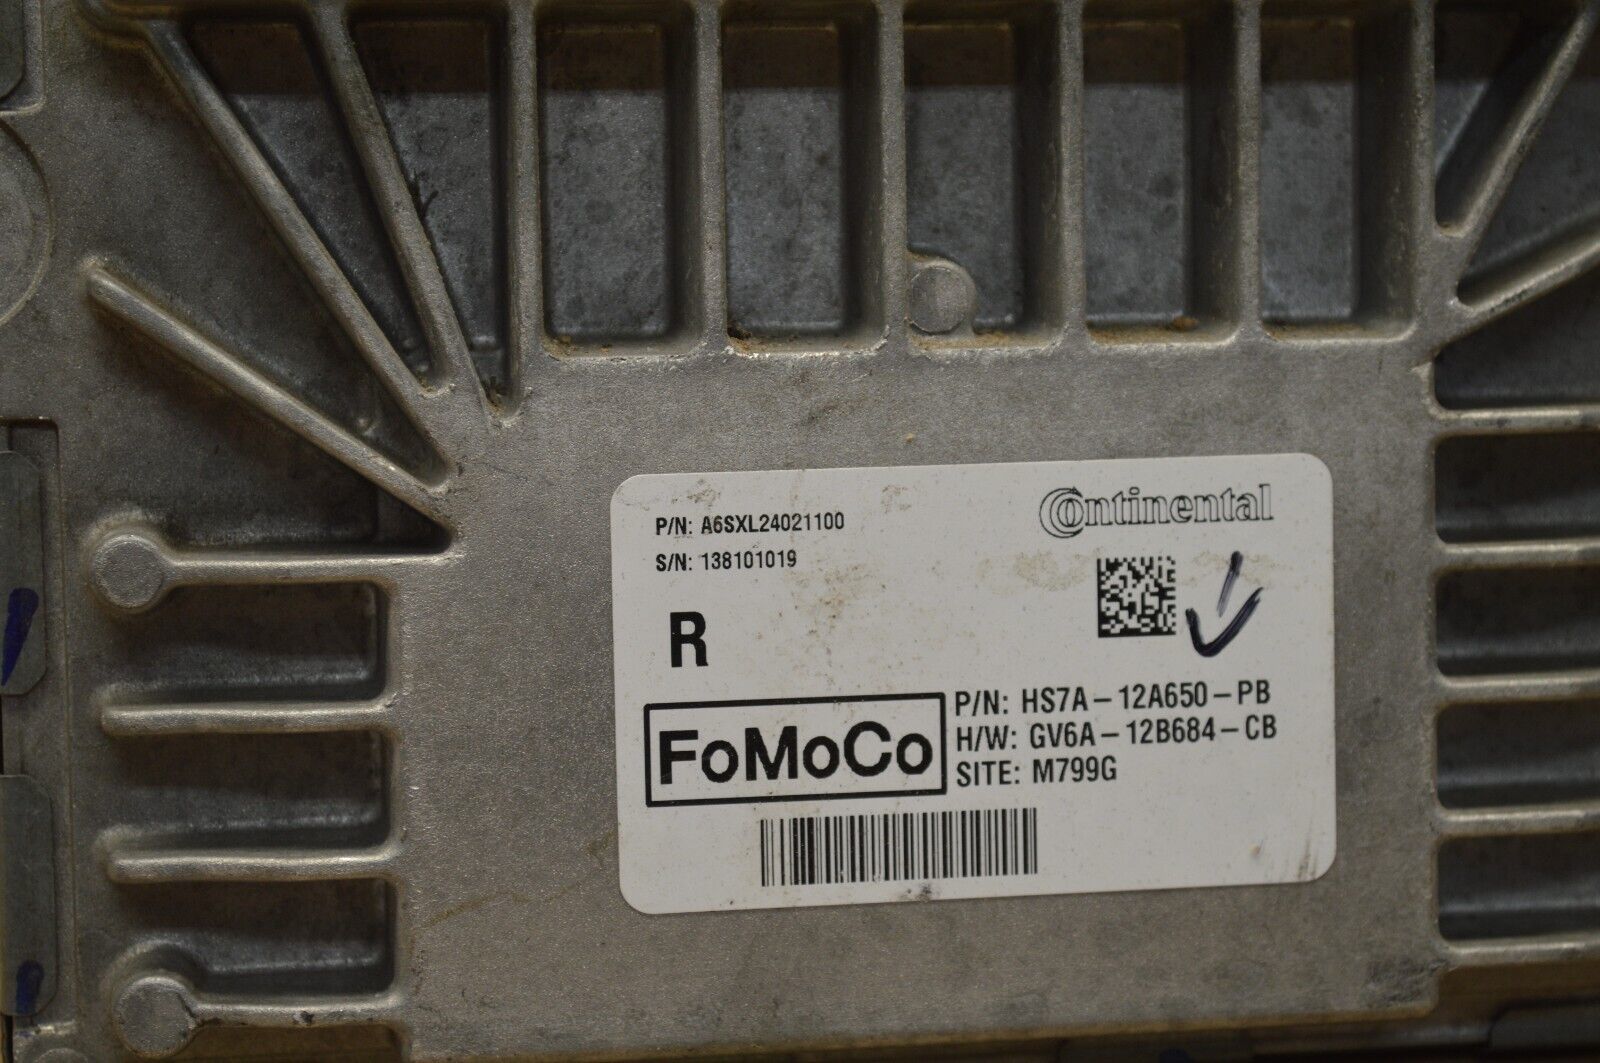 Continental
P/N: A6SXL24021100
S/N: 138101019
R
FoMoCo
P/N: HS7A-12A650-PB
H/W: GV6A-12B684-CB
SITE: M799G